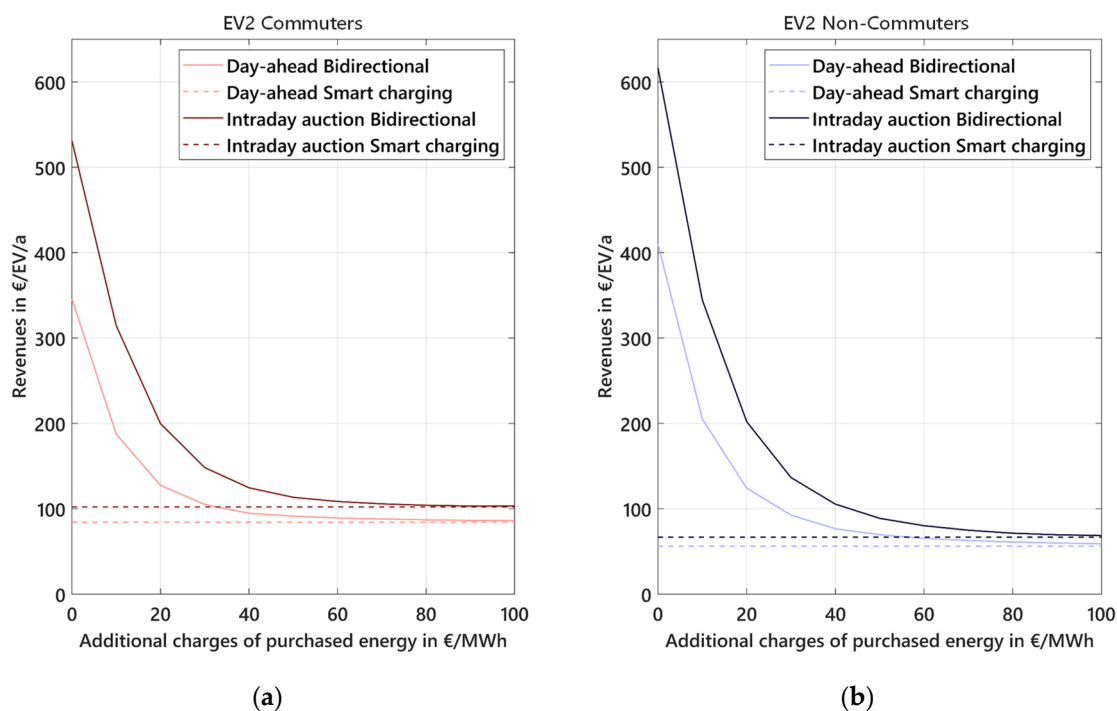 EV2 Commuters
Revenues in €/EV/a
600
500
400
300
200
100
0
Day-ahead Bidirectional
Day-ahead Smart charging
Intraday auction Bidirectional
Intraday auction Smart charging
0 20 40 60 80 100
Additional charges of purchased energy in €/MWh
(a)
EV2 Non-Commuters
Revenues in €/EV/a
600
500
400
300
200
100
0
Day-ahead Bidirectional
Day-ahead Smart charging
Intraday auction Bidirectional
Intraday auction Smart charging
0 20 40 60 80 100
Additional charges of purchased energy in €/MWh
(b)